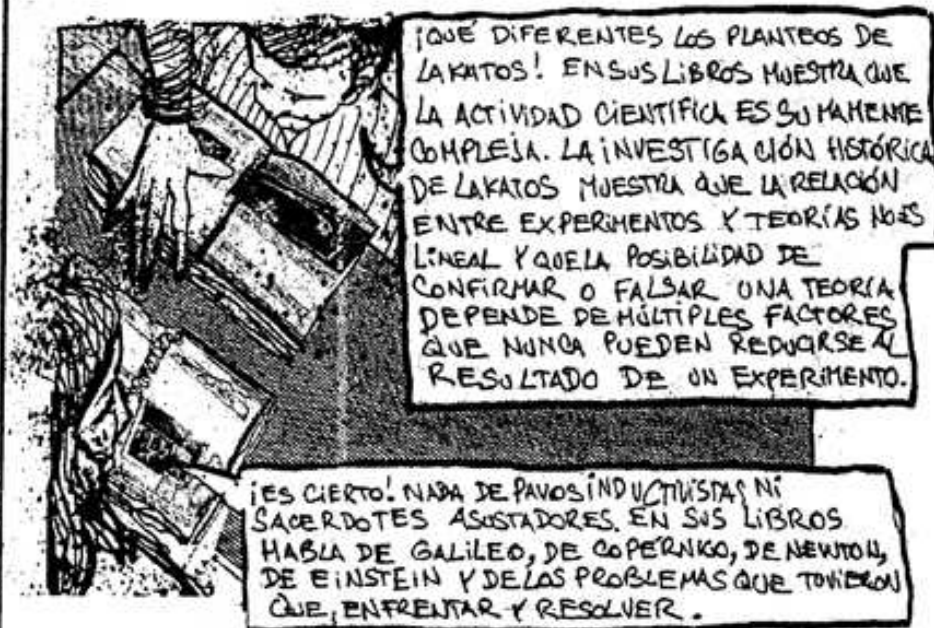 ¡QUÉ DIFERENTES LOS PLANTEOS DE
LAKATOS! EN SUS LIBROS MUESTRA QUE
LA ACTIVIDAD CIENTÍFICA ES SUMAMENTE
COMPLEJA. LA INVESTIGACIÓN HISTÓRICA
DE LAKATOS MUESTRA QUE LA RELACIÓN
ENTRE EXPERIMENTOS Y TEORÍAS NO ES
LINEAL Y QUE LA POSIBILIDAD DE
CONFIRMAR O FALSAR UNA TEORÍA
DEPENDE DE MÚLTIPLES FACTORES
QUE NUNCA PUEDEN REDUCIRSE AL
RESULTADO DE UN EXPERIMENTO.
¡ES CIERTO! NADA DE PAVOS INDUCTIVISTAS NI
SACERDOTES ASUSTADORES. EN SUS LIBROS
HABLA DE GALILEO, DE COPÉRNICO, DE NEWTON,
DE EINSTEIN Y DE LOS PROBLEMAS QUE TUVIERON
QUE, ENFRENTAR Y RESOLVER.